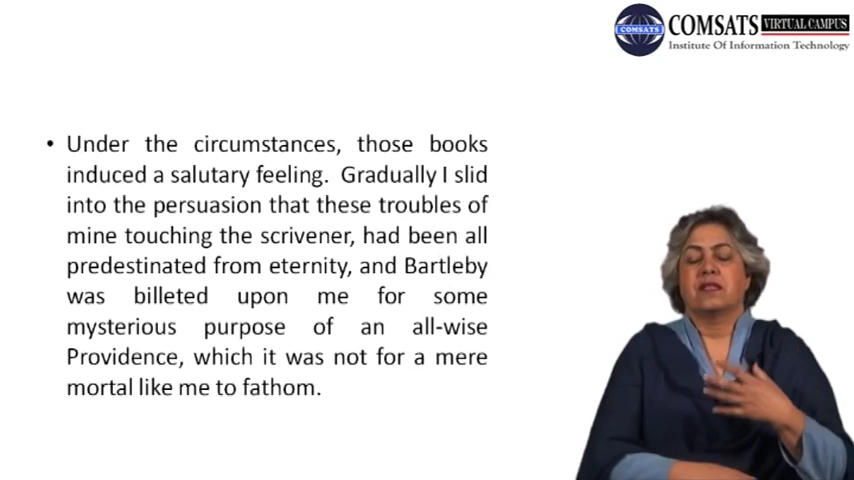 COMSATS
COMSATS VIRTUAL CAMPUS
Institute Of Information Technology
• Under the circumstances, those books
induced a salutary feeling. Gradually I slid
into the persuasion that these troubles of
mine touching the scrivener, had been all
predestinated from eternity, and Bartleby
was billeted upon me for some
mysterious purpose of an all-wise
Providence, which it was not for a mere
mortal like me to fathom.